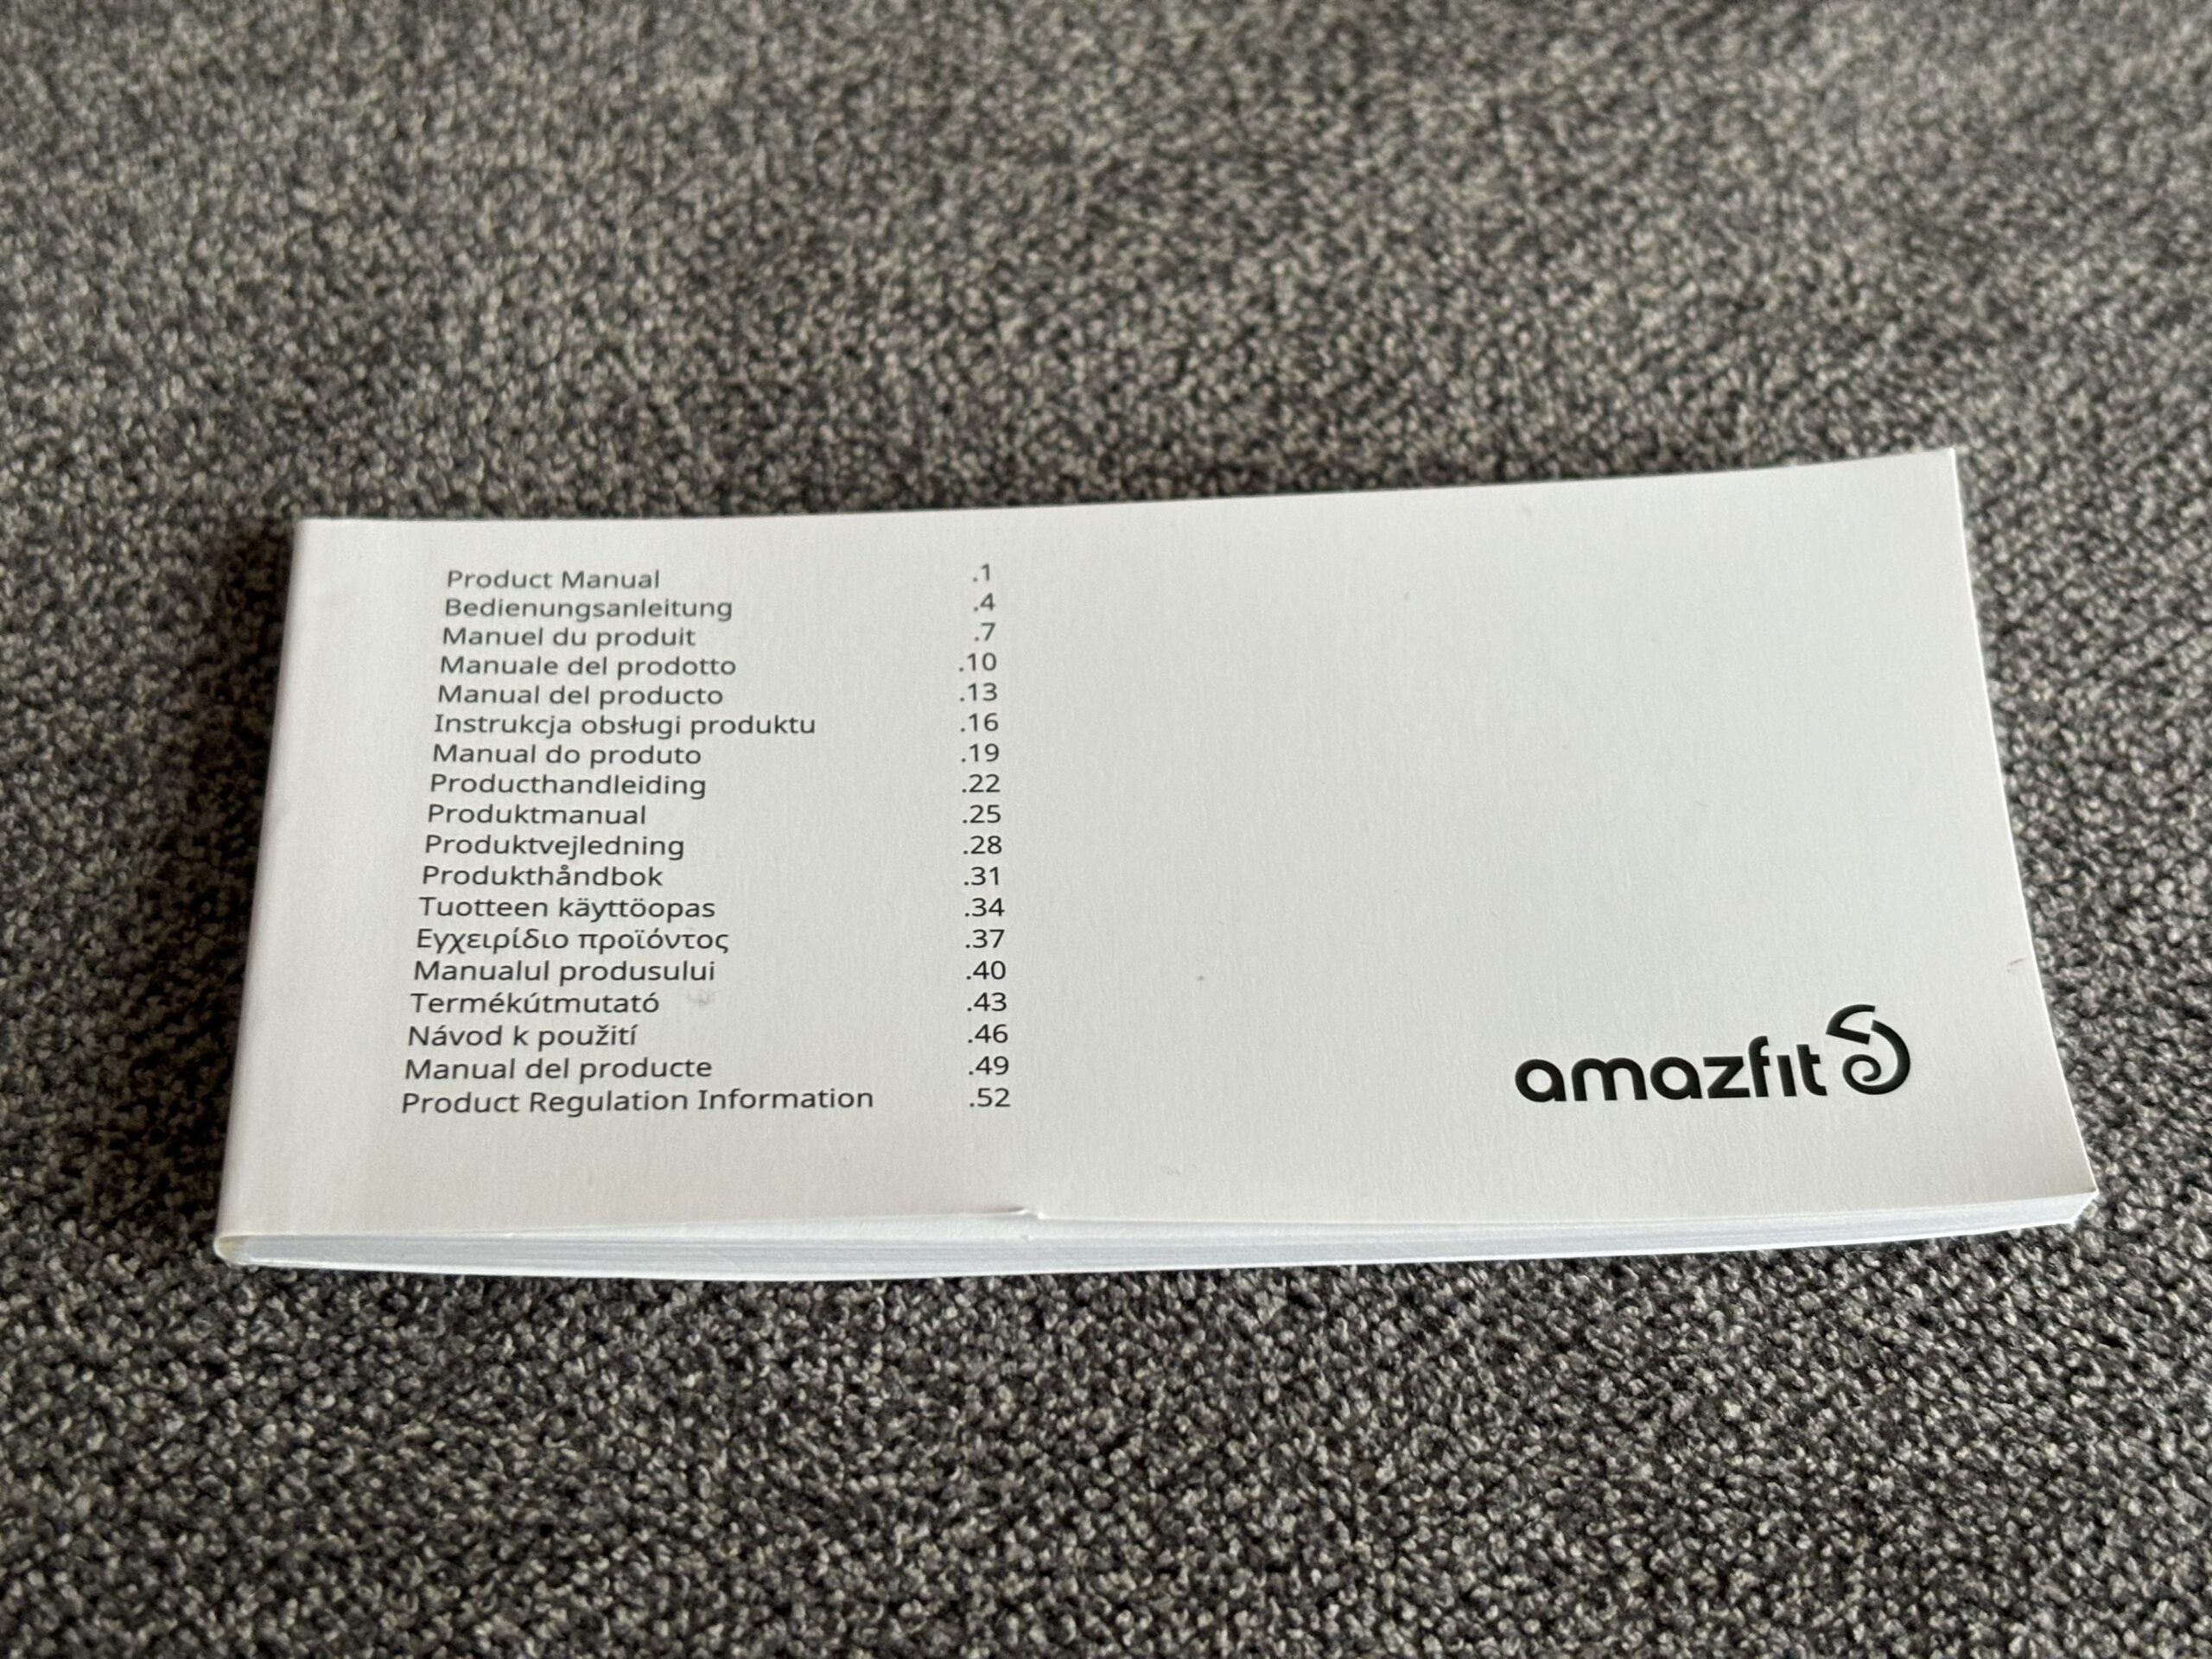 Product Manual .1
Bedienungsanleitung .4
Manuel du produit .7
Manuale del prodotto .10
Manual del producto .13
Instrukcja obsługi produktu .16
Manual do produto .19
Producthandleiding .22
Produktmanual .25
Produktvejledning .28
Produkthåndbok .31
Tuotteen käyttöopas .34
Εγχειρίδιο προϊόντος .37
Manualul produsului .40
Termékútmutató .43
Návod k použití .46
Manual del producte .49
Product Regulation Information .52
amazfit